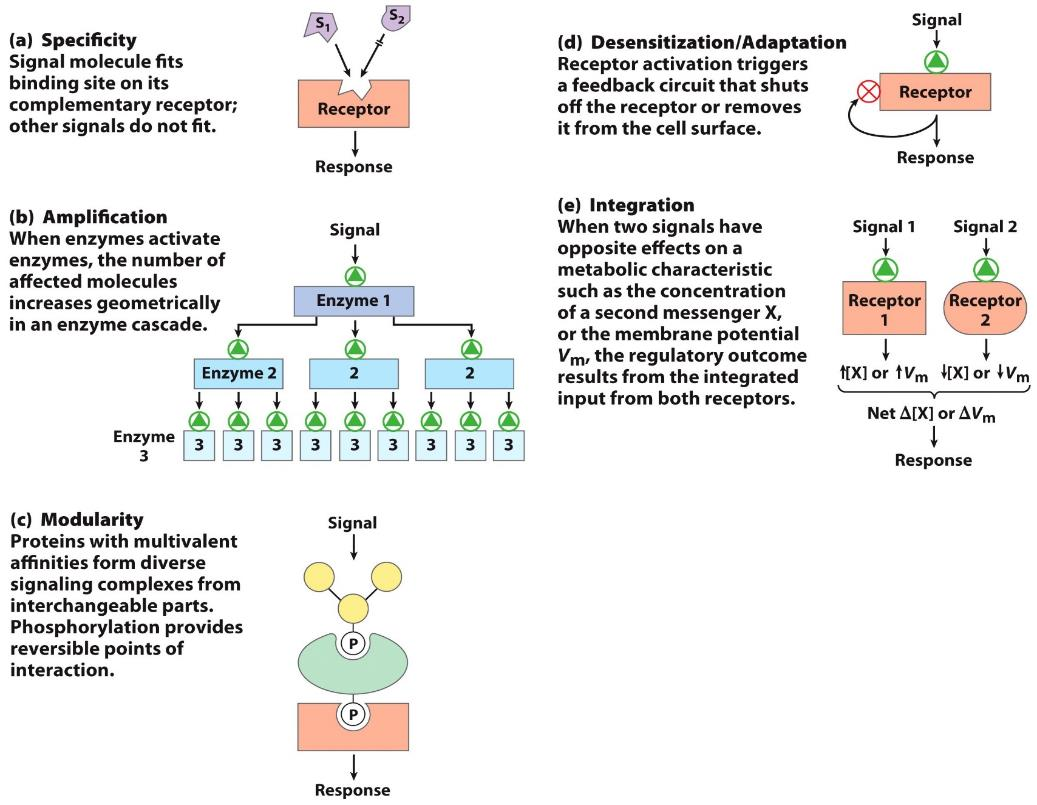 (a) Specificity
Signal molecule fits
binding site on its
complementary receptor;
other signals do not fit.
S1
S2
Receptor
Response
(b) Amplification
When enzymes activate
enzymes, the number of
affected molecules
increases geometrically
in an enzyme cascade.
Signal
Enzyme 1
Enzyme 2
2
2
Enzyme
3
3
3
3
3
3
3
3
3
3
(c) Modularity
Proteins with multivalent
affinities form diverse
signaling complexes from
interchangeable parts.
Phosphorylation provides
reversible points of
interaction.
Signal
P
P
Response
(d) Desensitization/Adaptation
Receptor activation triggers
a feedback circuit that shuts
off the receptor or removes
it from the cell surface.
Signal
Receptor
Response
(e) Integration
When two signals have
opposite effects on a
metabolic characteristic
such as the concentration
of a second messenger X,
or the membrane potential
Vm, the regulatory outcome
results from the integrated
input from both receptors.
Signal 1
Signal 2
Receptor
1
Receptor
2
↑[X] or ↑Vm
↓[X] or ↓Vm
Net Δ[X] or ΔVm
Response